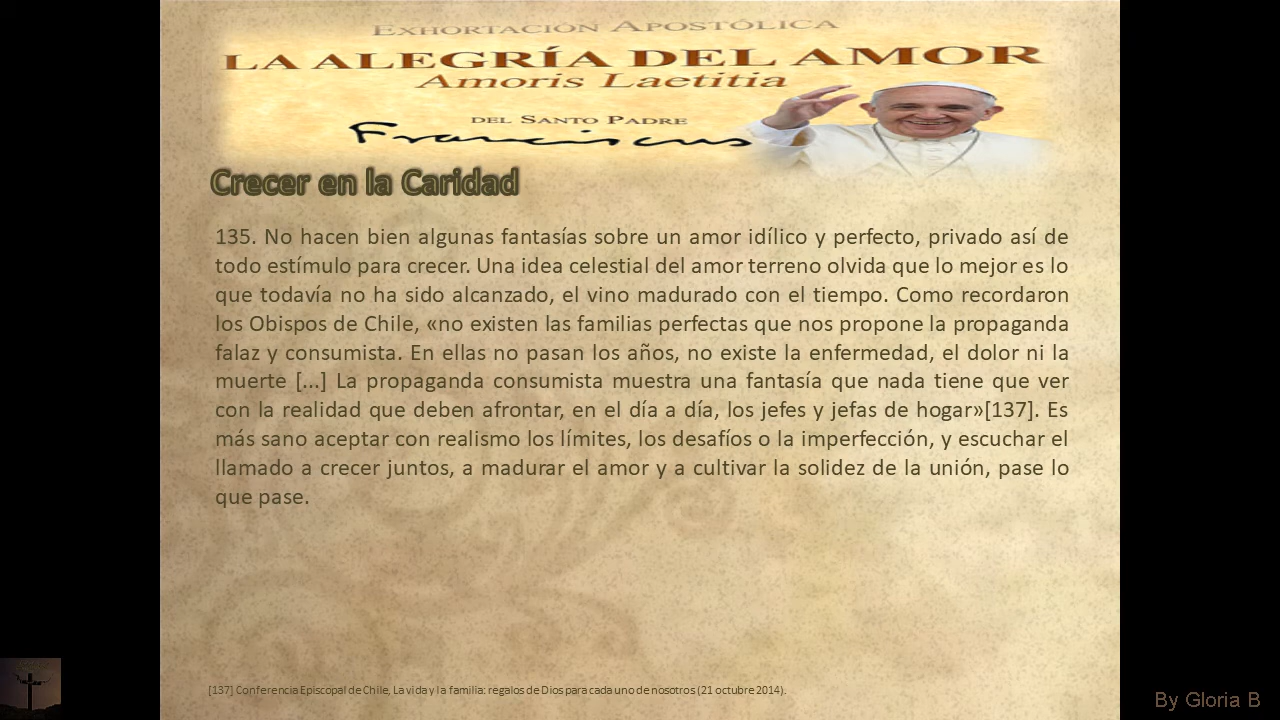 EXHORTACIÓN APOSTÓLICA
LA ALEGRÍA DEL AMOR
Amoris Laetitia
DEL SANTO PADRE
Franciscus
Crecer en la Caridad
135. No hacen bien algunas fantasías sobre un amor idílico y perfecto, privado así de
todo estímulo para crecer. Una idea celestial del amor terreno olvida que lo mejor es lo
que todavía no ha sido alcanzado, el vino madurado con el tiempo. Como recordaron
los Obispos de Chile, «no existen las familias perfectas que nos propone la propaganda
falaz y consumista. En ellas no pasan los años, no existe la enfermedad, el dolor ni la
muerte [...] La propaganda consumista muestra una fantasía que nada tiene que ver
con la realidad que deben afrontar, en el día a día, los jefes y jefas de hogar»[137]. Es
más sano aceptar con realismo los límites, los desafíos o la imperfección, y escuchar el
llamado a crecer juntos, a madurar el amor y a cultivar la solidez de la unión, pase lo
que pase.
[137] Conferencia Episcopal de Chile, La vida y la familia: regalos de Dios para cada uno de nosotros (21 octubre 2014).
By Gloria B